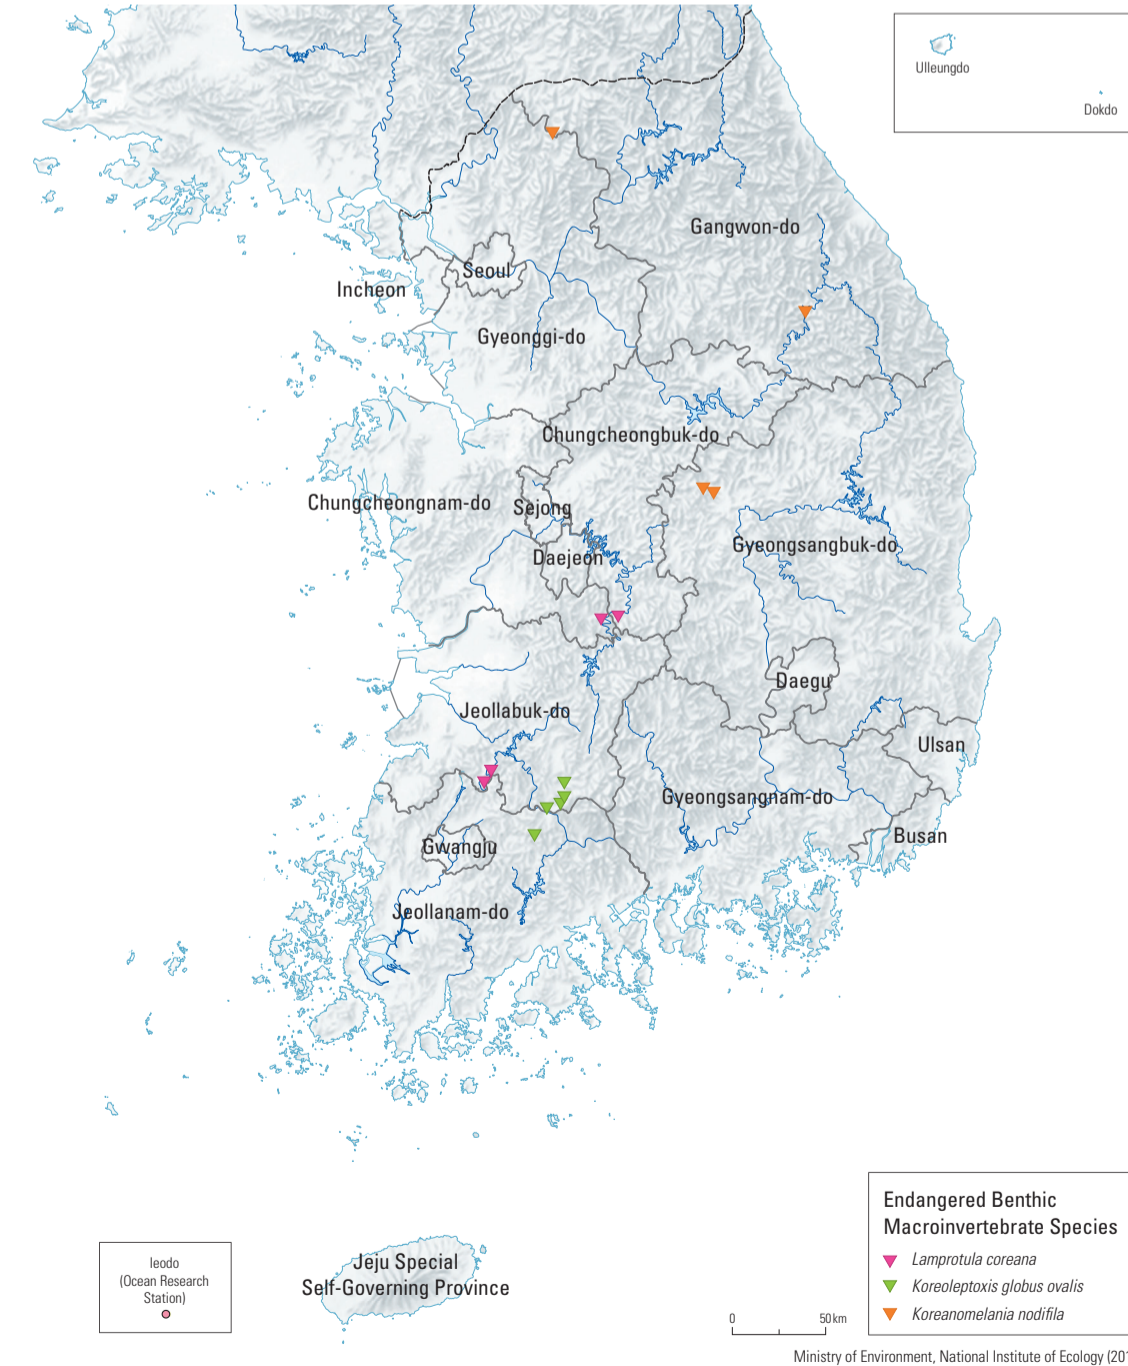 Ulleungdo
Dokdo
Gangwon-do
Seoul
Incheon
Gyeonggi-do
Chungcheongbuk-do
Chungcheongnam-do
Sejong
Gyeongsangbuk-do
Daejeon
Daegu
Jeollabuk-do
Ulsan
Gyeongsangnam-do
Busan
Gwangju
Jeollanam-do
Endangered Benthic
Macroinvertebrate Species
Lamprotula coreana
Koreoleptoxis globus ovalis
Koreanomelania nodifila
Ieodo
(Ocean Research
Station)
Jeju Special
Self-Governing Province
0 50 km
Ministry of Environment, National Institute of Ecology (201